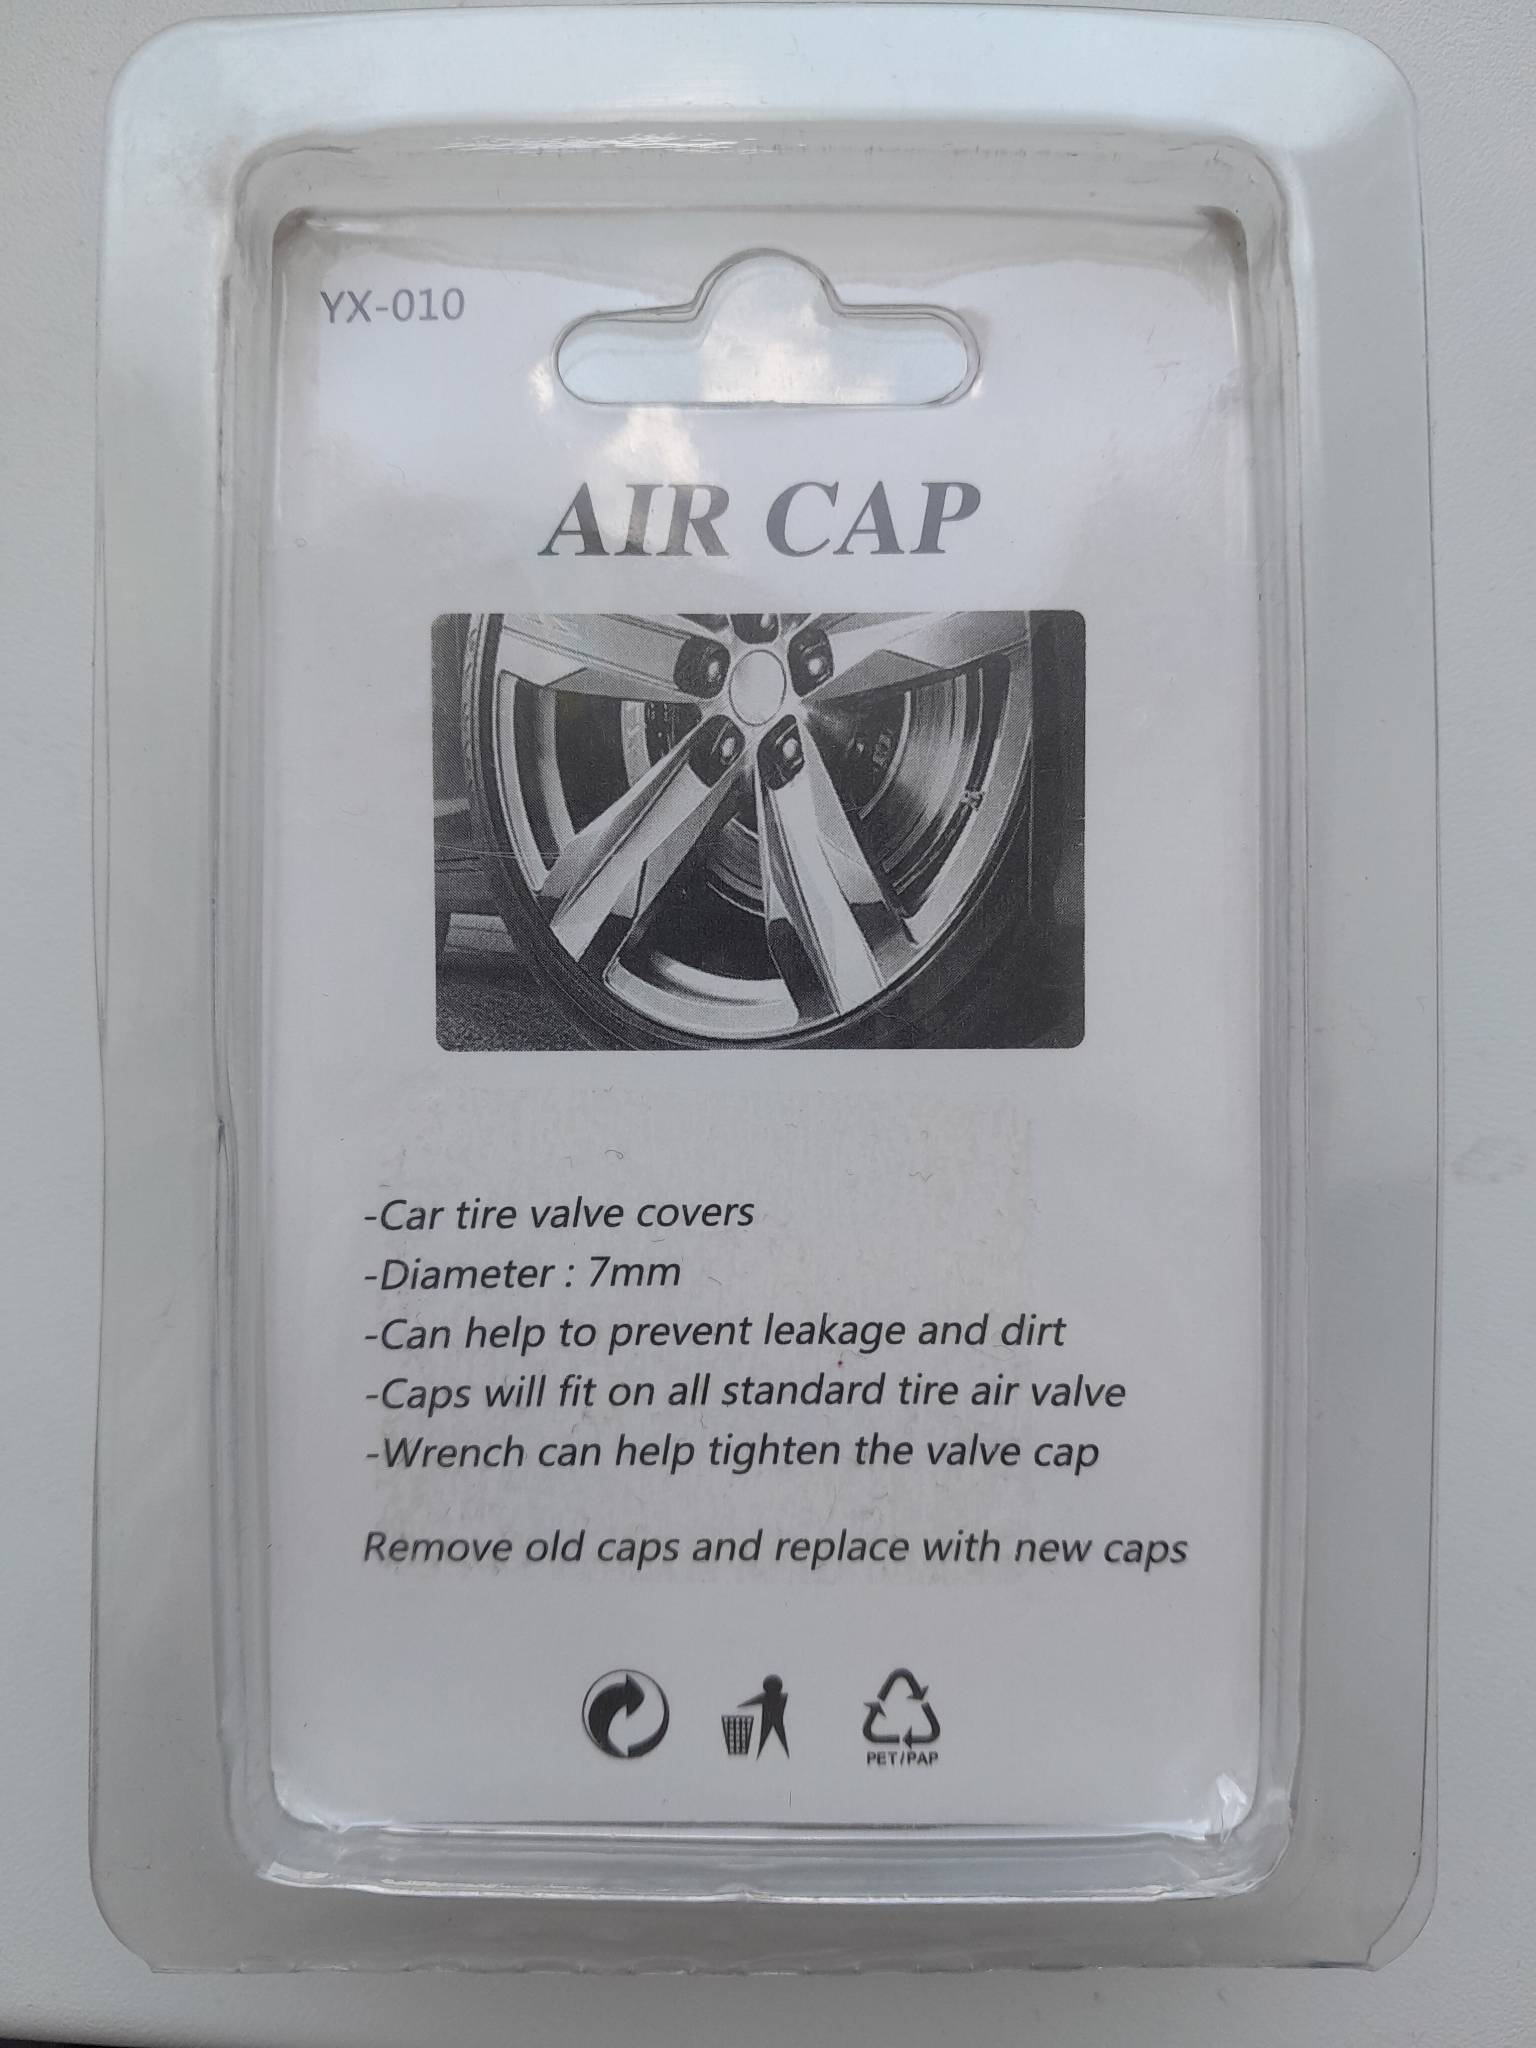 YX-010
AIR CAP
-Car tire valve covers
-Diameter : 7mm
-Can help to prevent leakage and dirt
-Caps will fit on all standard tire air valve
-Wrench can help tighten the valve cap
Remove old caps and replace with new caps
PET/PAP